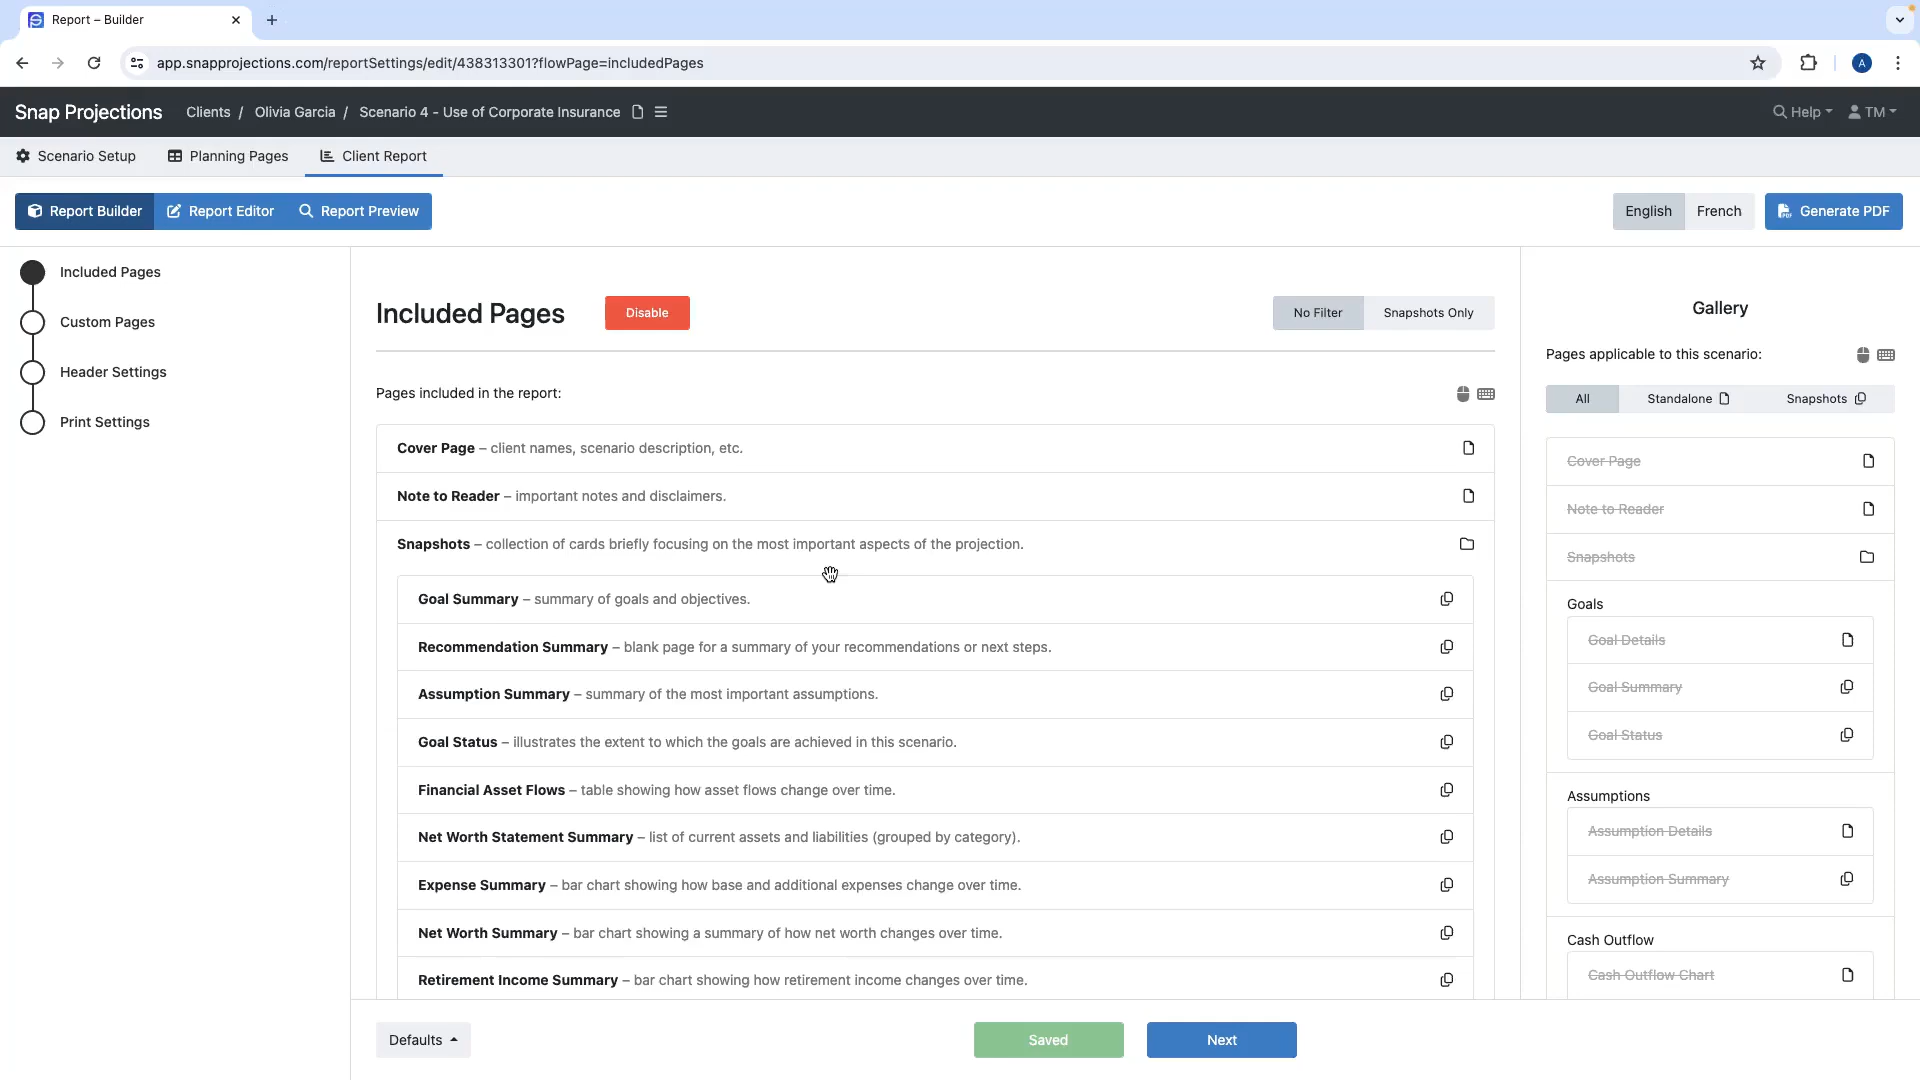 Report – Builder
app.snapprojections.com/reportSettings/edit/438313301?flowPage=includedPages
A
Snap Projections Clients / Olivia Garcia / Scenario 4 - Use of Corporate Insurance Help TM
Scenario Setup Planning Pages Client Report
Report Builder Report Editor Report Preview English French Generate PDF
Included Pages
Custom Pages
Header Settings
Print Settings
Included Pages Disable No Filter Snapshots Only
Pages included in the report:
Cover Page – client names, scenario description, etc.
Note to Reader – important notes and disclaimers.
Snapshots – collection of cards briefly focusing on the most important aspects of the projection.
Goal Summary – summary of goals and objectives.
Recommendation Summary – blank page for a summary of your recommendations or next steps.
Assumption Summary – summary of the most important assumptions.
Goal Status – illustrates the extent to which the goals are achieved in this scenario.
Financial Asset Flows – table showing how asset flows change over time.
Net Worth Statement Summary – list of current assets and liabilities (grouped by category).
Expense Summary – bar chart showing how base and additional expenses change over time.
Net Worth Summary – bar chart showing a summary of how net worth changes over time.
Retirement Income Summary – bar chart showing how retirement income changes over time.
Defaults Saved Next
Gallery
Pages applicable to this scenario:
All Standalone Snapshots
Cover Page
Note to Reader
Snapshots
Goals
Goal Details
Goal Summary
Goal Status
Assumptions
Assumption Details
Assumption Summary
Cash Outflow
Cash Outflow Chart